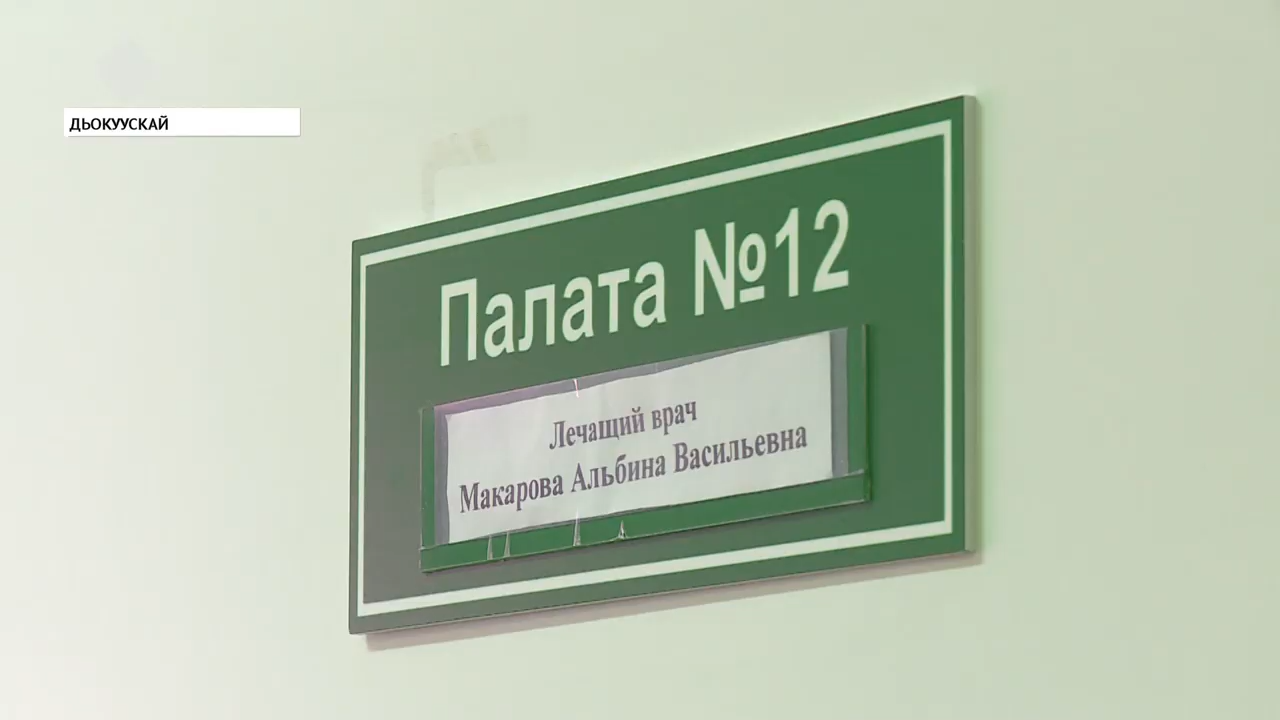 ДЬОКУУСКАЙ
Палата №12
Лечащий врач
Макарова Альбина Васильевна